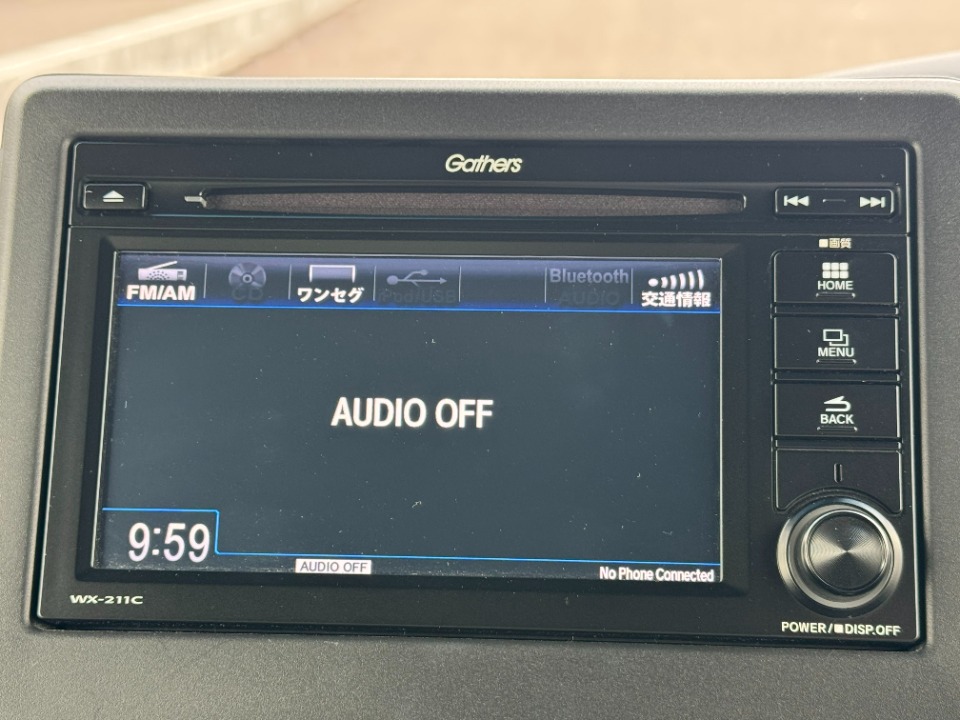 Gathers
■画質
FM/AM
CD
ワンセグ
iPod/USB
Bluetooth
AUDIO
交通情報
HOME
MENU
BACK
AUDIO OFF
9:59
AUDIO OFF
No Phone Connected
WX-211C
POWER/■DISP.OFF